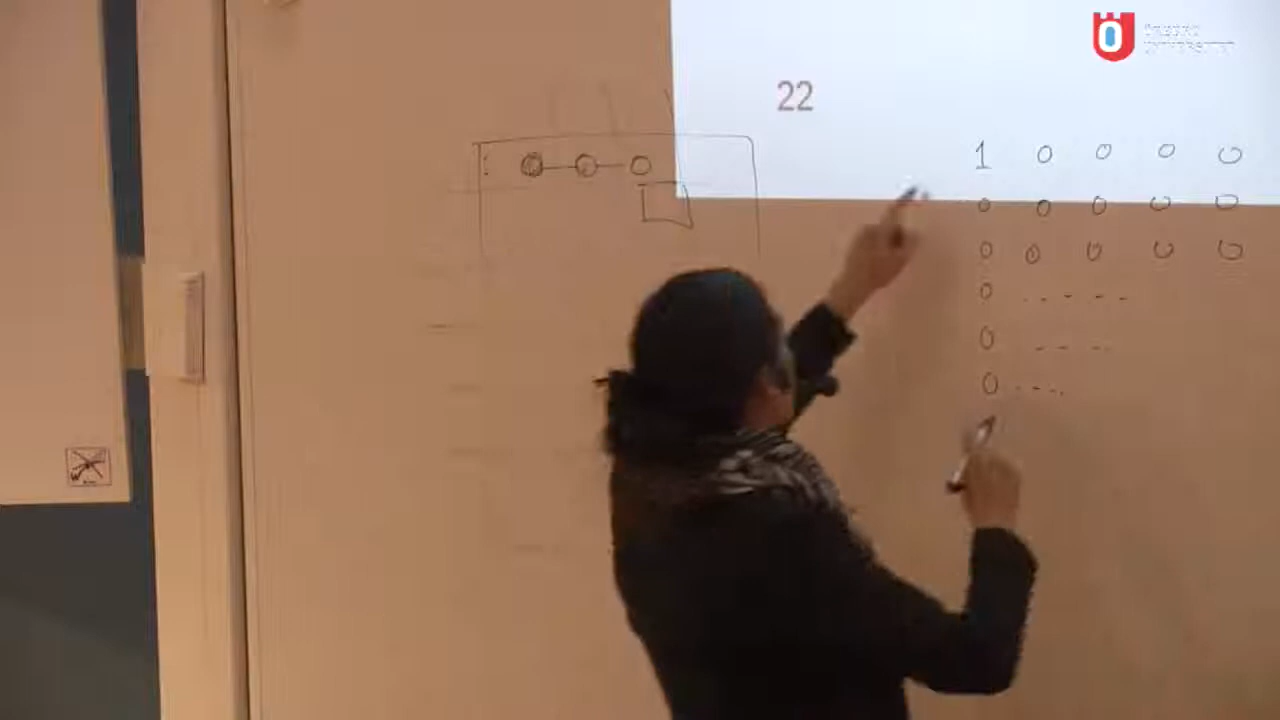 22
1 0 0 0 0
0 0 0 0 0
0 0 0 0 0
0 - - - - -
0 - - - -
0 - - - -